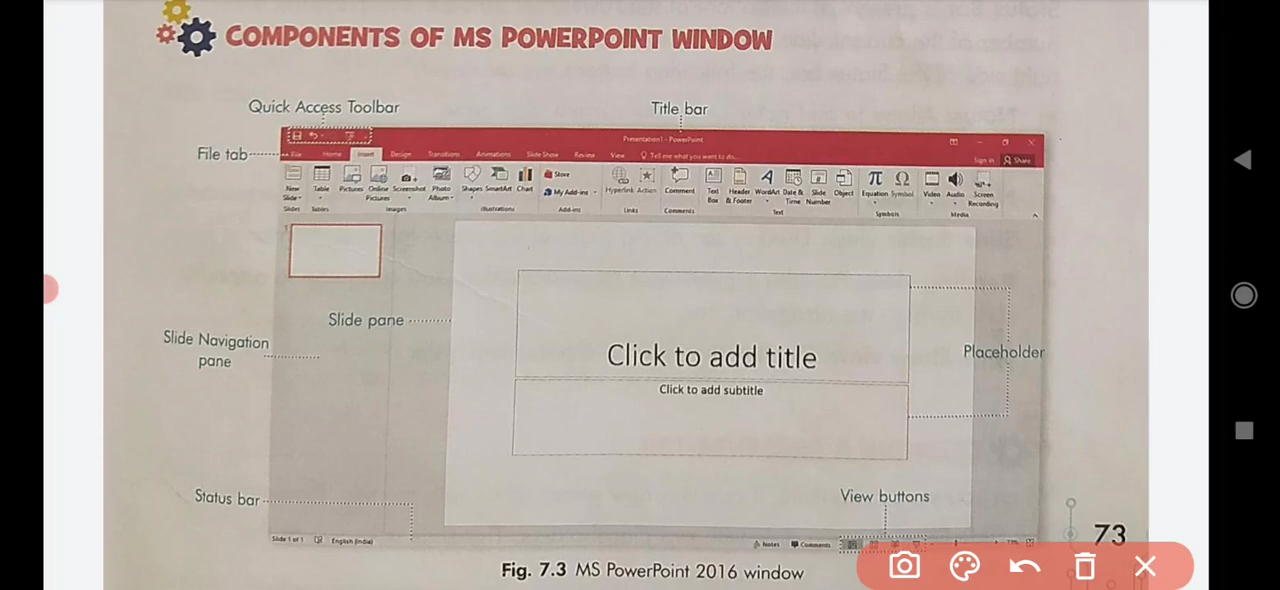 COMPONENTS OF MS POWERPOINT WINDOW
Quick Access Toolbar
Title bar
Presentation1 - PowerPoint
File tab
File Home Insert Design Transitions Animations Slide Show Review View Tell me what you want to do...
Sign in Share
New Slide
Table
Pictures
Online Pictures
Screenshot
Photo Album
Shapes
SmartArt
Chart
Store
My Add-ins
Hyperlink
Action
Comment
Text Box
Header & Footer
WordArt
Date & Time
Slide Number
Object
Equation
Symbol
Video
Audio
Screen Recording
Slides Tables Images Illustrations Add-ins Links Comments Text Symbols Media
1
Slide pane
Slide Navigation
pane
Click to add title
Placeholder
Click to add subtitle
Status bar
View buttons
Slide 1 of 1 English (India)
Notes Comments
73
Fig. 7.3 MS PowerPoint 2016 window